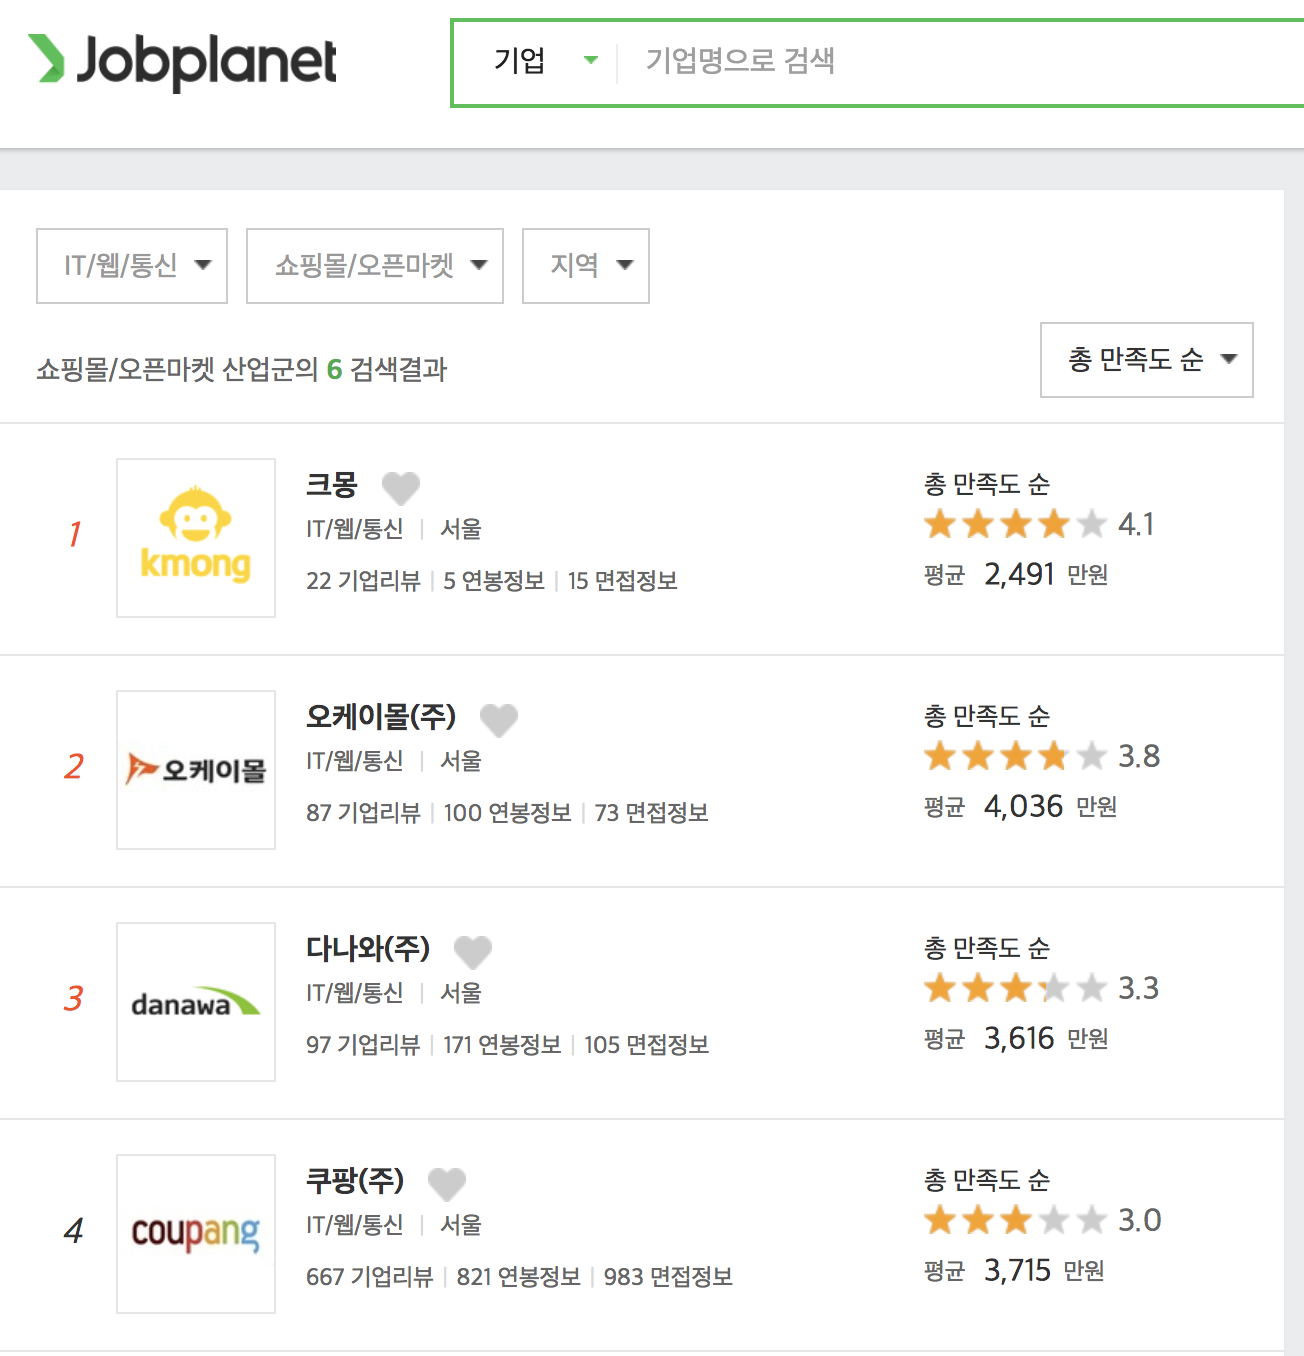 Jobplanet
기업 기업명으로 검색
IT/웹/통신 쇼핑몰/오픈마켓 지역
쇼핑몰/오픈마켓 산업군의 6 검색결과
총 만족도 순
1
kmong
크몽
IT/웹/통신 | 서울
22 기업리뷰 | 5 연봉정보 | 15 면접정보
총 만족도 순
4.1
평균 2,491 만원
2
오케이몰
오케이몰(주)
IT/웹/통신 | 서울
87 기업리뷰 | 100 연봉정보 | 73 면접정보
총 만족도 순
3.8
평균 4,036 만원
3
danawa
다나와(주)
IT/웹/통신 | 서울
97 기업리뷰 | 171 연봉정보 | 105 면접정보
총 만족도 순
3.3
평균 3,616 만원
4
coupang
쿠팡(주)
IT/웹/통신 | 서울
667 기업리뷰 | 821 연봉정보 | 983 면접정보
총 만족도 순
3.0
평균 3,715 만원